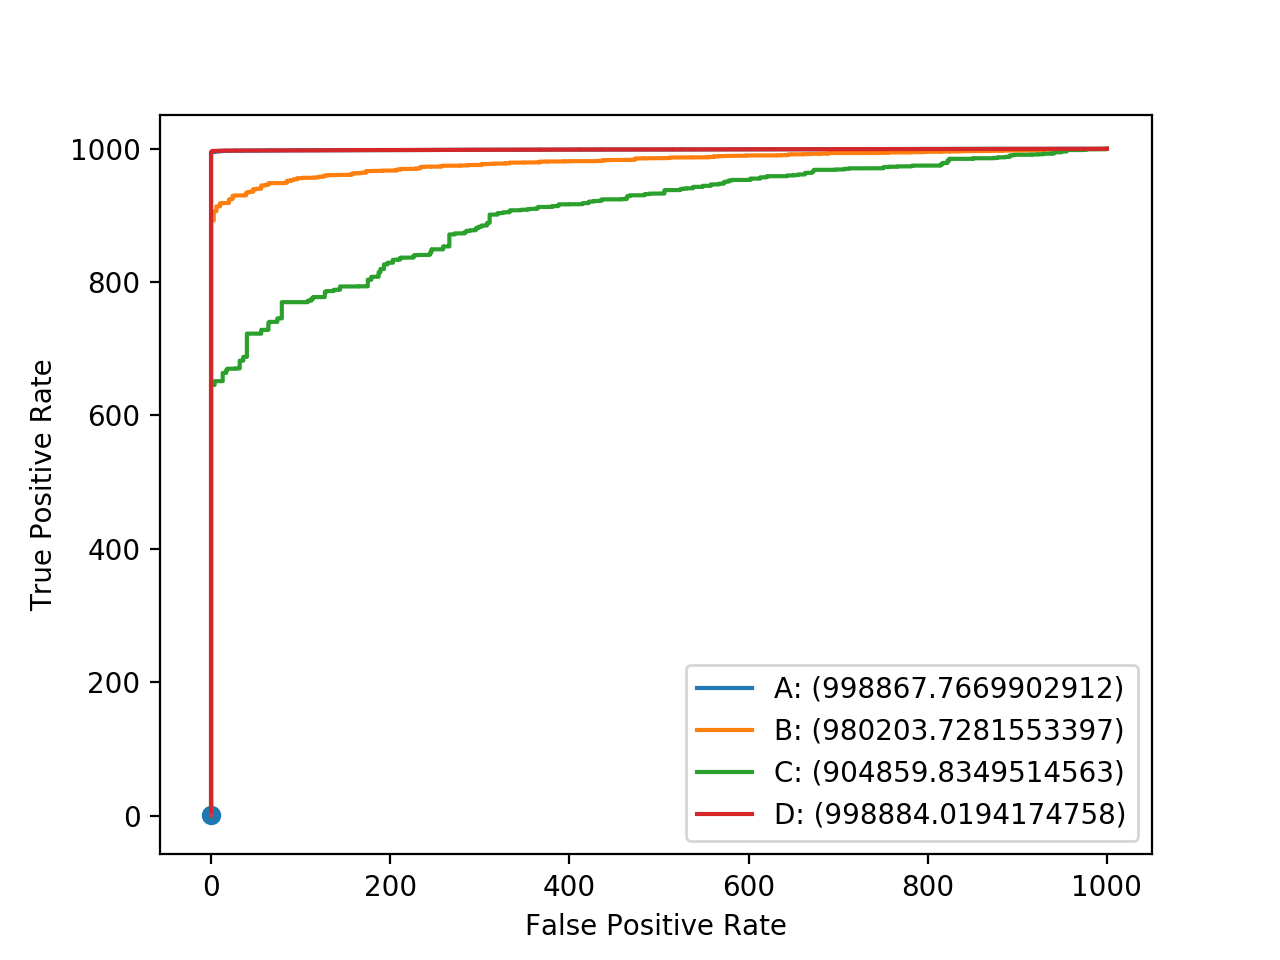 1000
800
600
400
200
0
True Positive Rate
0 200 400 600 800 1000
False Positive Rate
A: (998867.7669902912)
B: (980203.7281553397)
C: (904859.8349514563)
D: (998884.0194174758)